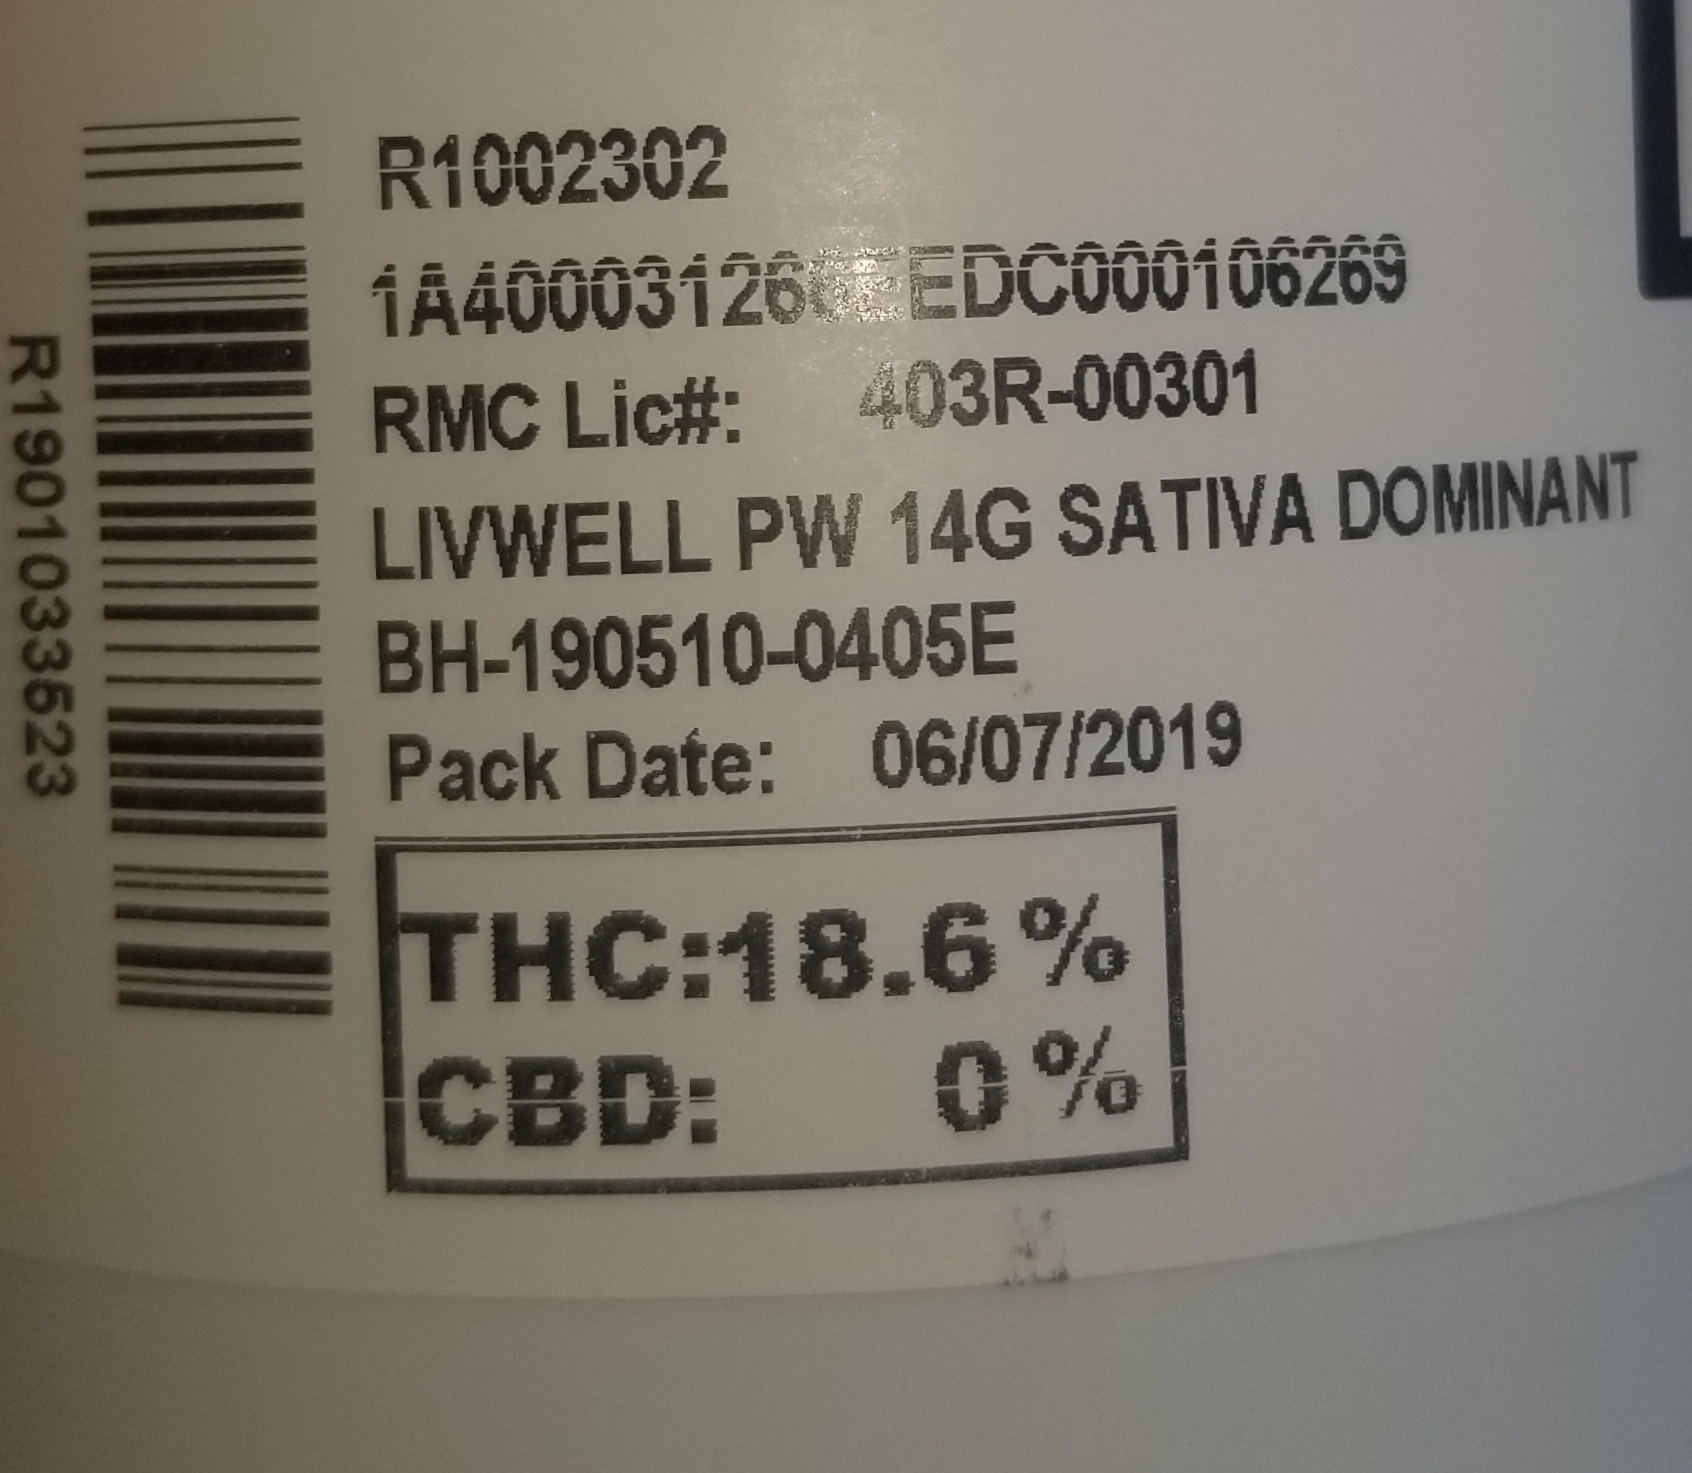 R1002302
RMC Lic#: 403R-00301
LIVWELL PW 14G SATIVA DOMINANT
BH-190510-0405E
Pack Date: 06/07/2019
THC:18.6%
CBD: 0%
R1901033523